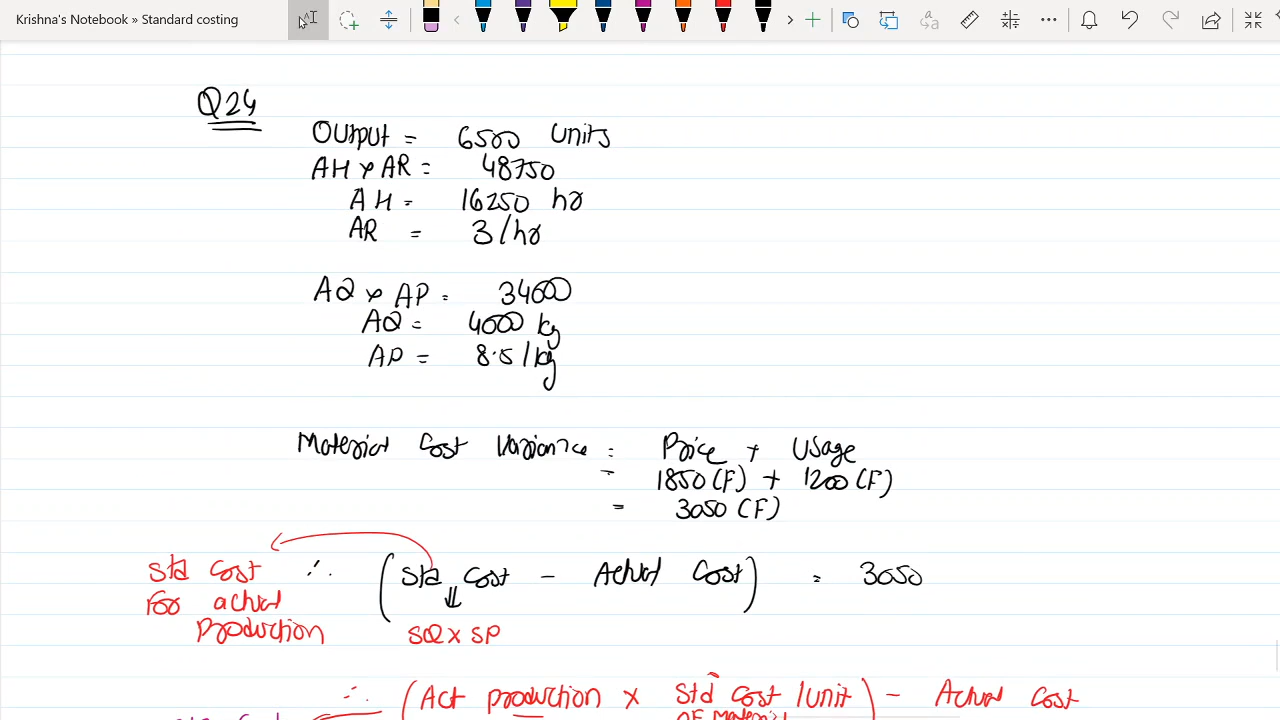 Krishna's Notebook » Standard costing
Q24
Output = 6500 units
AH × AR = 48750
AH = 16250 hr
AR = 3/hr
AQ × AP = 34000
AQ = 4000 kg
AP = 8.5/kg
Material Cost Variance = Price + Usage
= 1850 (F) + 1200 (F)
= 3050 (F)
Std Cost for actual Production
∴ (Std Cost - Actual Cost) = 3050
SQ × SP
∴ (Act production × Std Cost/unit) - Actual Cost
of Material